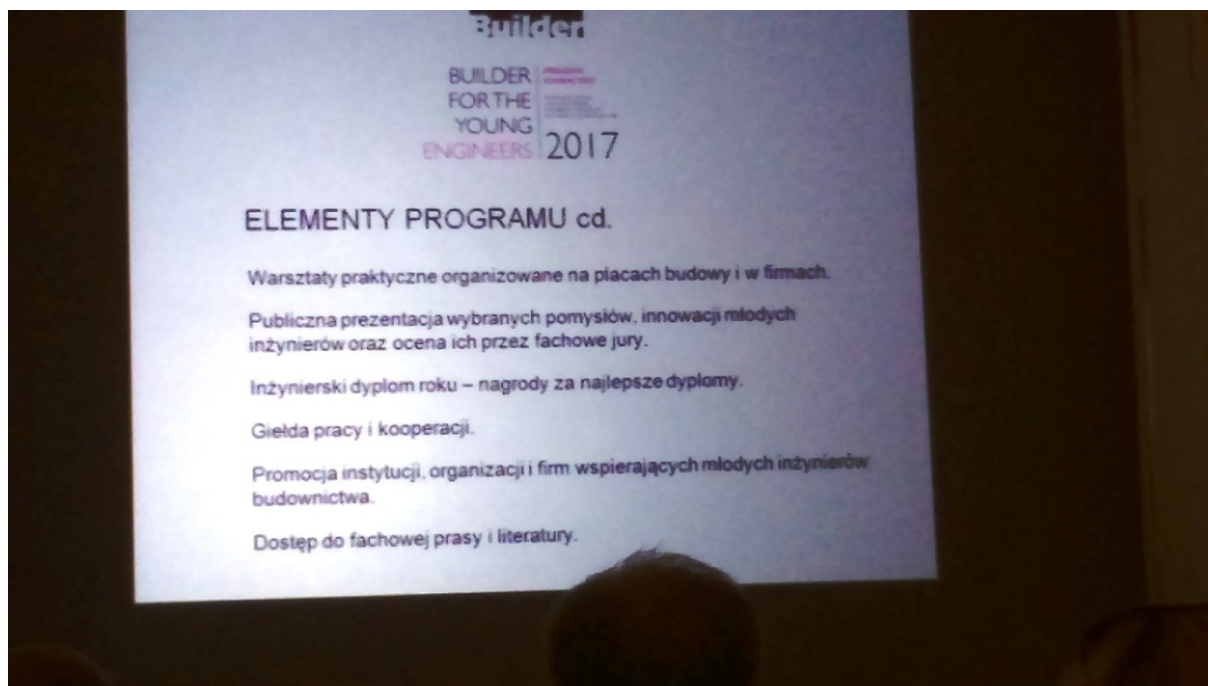 Builder
BUILDER
FOR THE
YOUNG
ENGINEERS
2017
ELEMENTY PROGRAMU cd.
Warsztaty praktyczne organizowane na placach budowy i w firmach.
Publiczna prezentacja wybranych pomysłów, innowacji młodych
inżynierów oraz ocena ich przez fachowe jury.
Inżynierski dyplom roku – nagrody za najlepsze dyplomy.
Giełda pracy i kooperacji.
Promocja instytucji, organizacji i firm wspierających młodych inżynierów
budownictwa.
Dostęp do fachowej prasy i literatury.